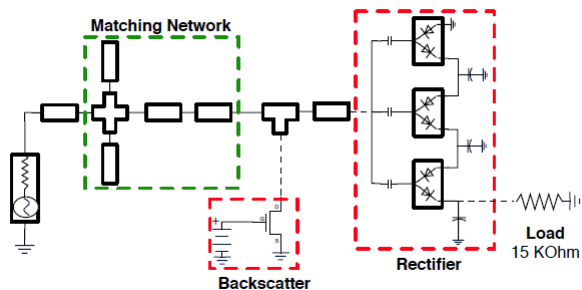 Matching Network
+
D
G
S
Backscatter
Rectifier
Load
15 KOhm